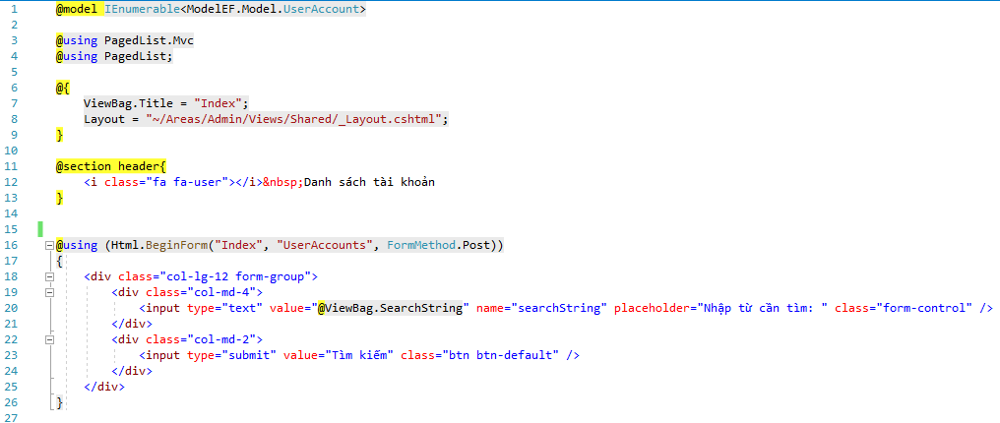 1 @model IEnumerable<ModelEF.Model.UserAccount>
2
3 @using PagedList.Mvc
4 @using PagedList;
5
6 @{
7 ViewBag.Title = "Index";
8 Layout = "~/Areas/Admin/Views/Shared/_Layout.cshtml";
9 }
10
11 @section header{
12 <i class="fa fa-user"></i>&nbsp;Danh sách tài khoản
13 }
14
15
16 @using (Html.BeginForm("Index", "UserAccounts", FormMethod.Post))
17 {
18 <div class="col-lg-12 form-group">
19 <div class="col-md-4">
20 <input type="text" value="@ViewBag.SearchString" name="searchString" placeholder="Nhập từ cần tìm: " class="form-control" />
21 </div>
22 <div class="col-md-2">
23 <input type="submit" value="Tìm kiếm" class="btn btn-default" />
24 </div>
25 </div>
26 }
27